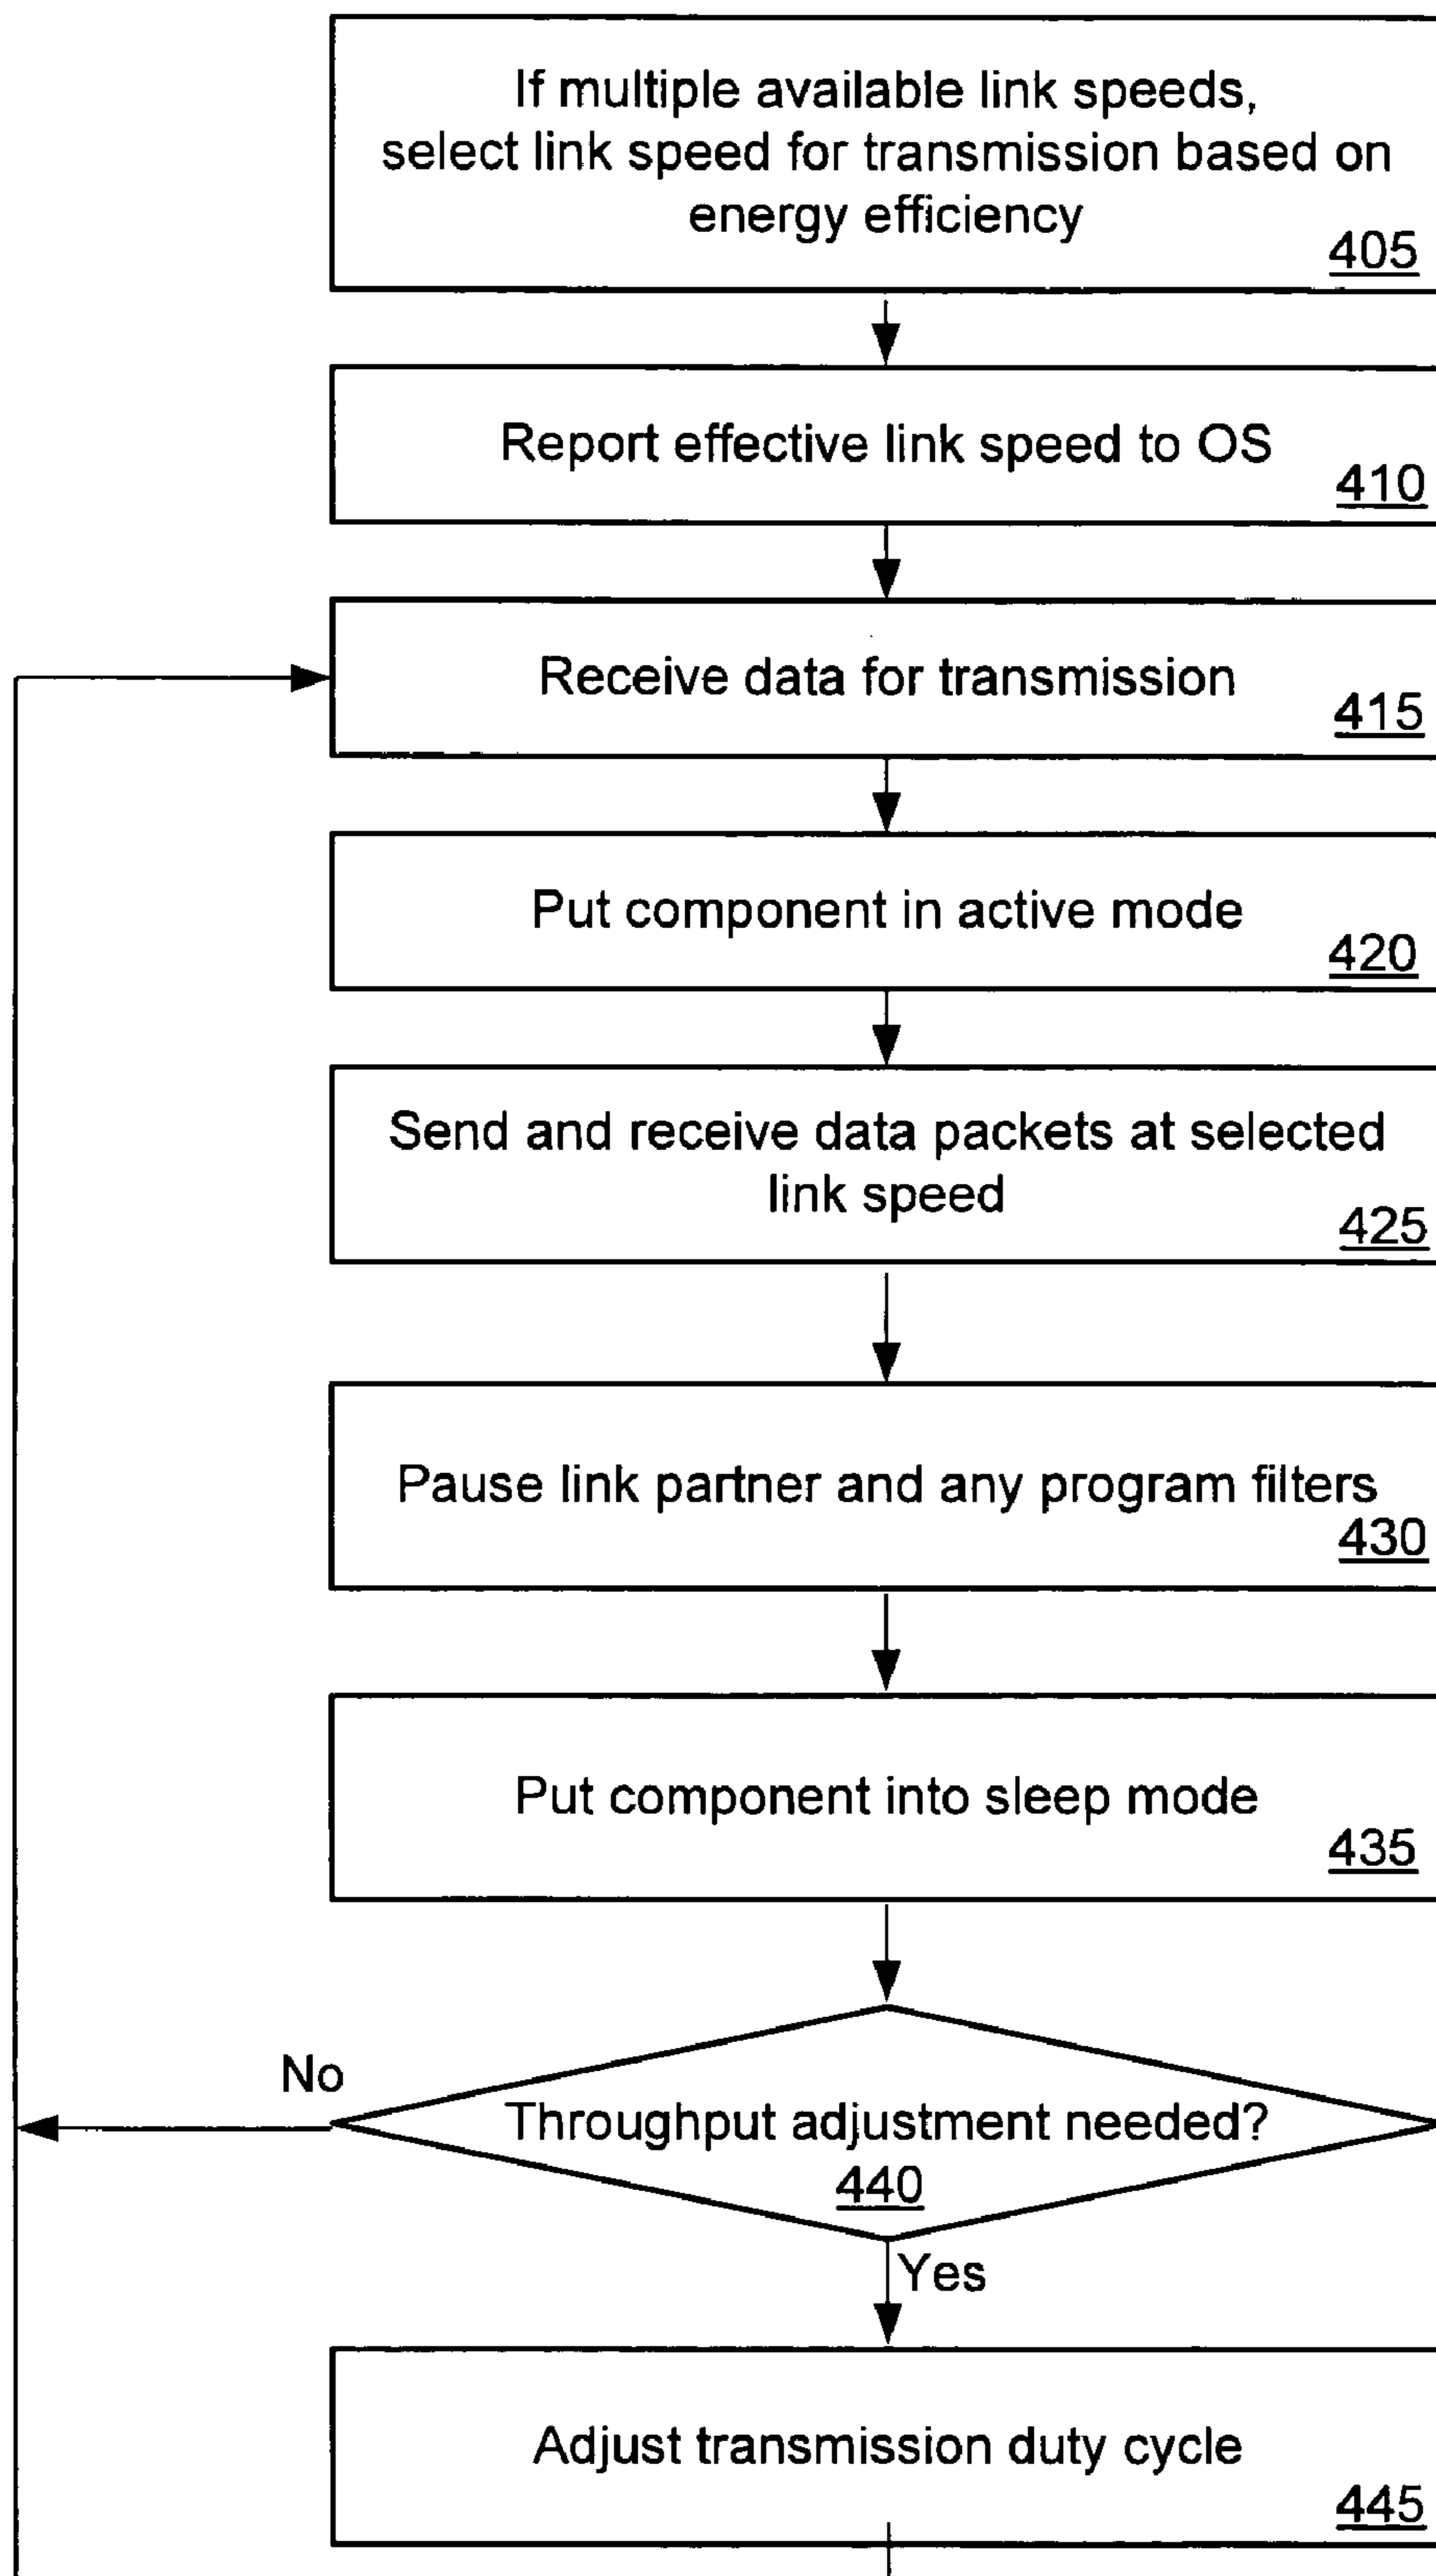 If multiple available link speeds,
select link speed for transmission based on
energy efficiency
405
Report effective link speed to OS
410
Receive data for transmission
415
Put component in active mode
420
Send and receive data packets at selected
link speed
425
Pause link partner and any program filters
430
Put component into sleep mode
435
No
Throughput adjustment needed?
440
Yes
Adjust transmission duty cycle
445